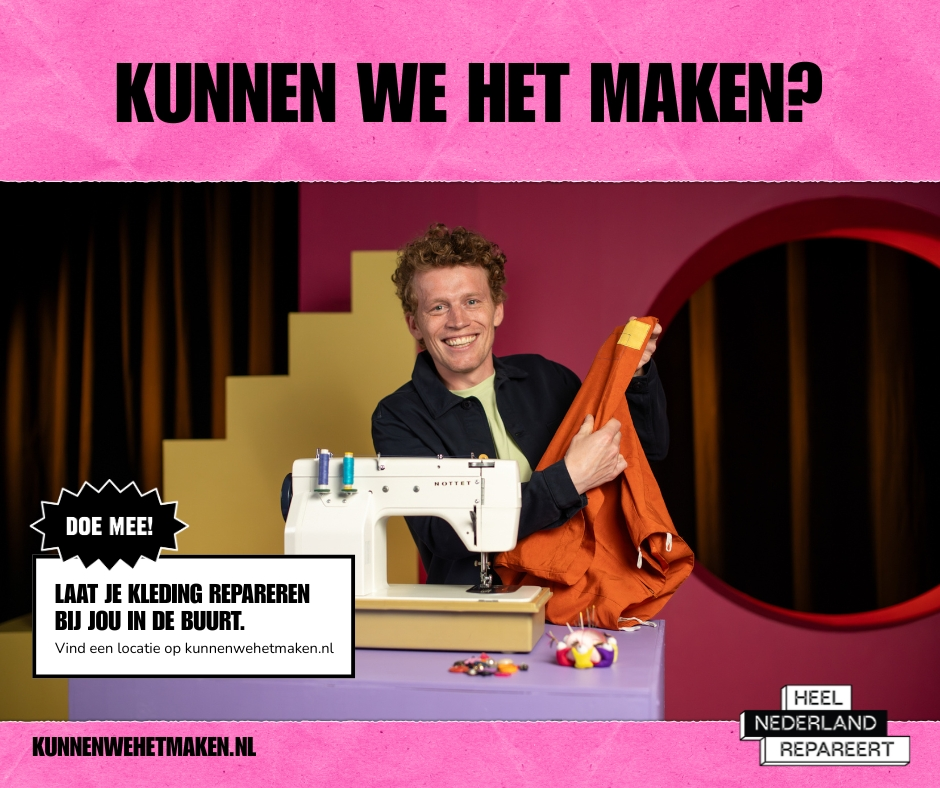 KUNNEN WE HET MAKEN?
NOTTET
DOE MEE!
LAAT JE KLEDING REPAREREN
BIJ JOU IN DE BUURT.
Vind een locatie op kunnenwehetmaken.nl
KUNNENWEHETMAKEN.NL
HEEL
NEDERLAND
REPAREERT